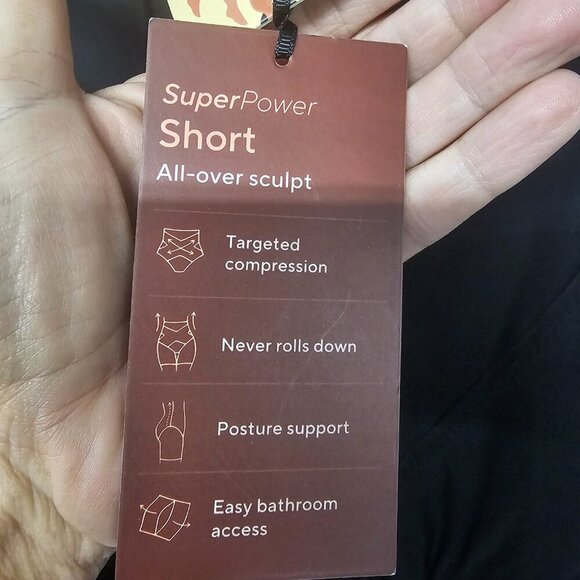 SuperPower
Short
All-over sculpt
Targeted
compression
Never rolls down
Posture support
Easy bathroom
access